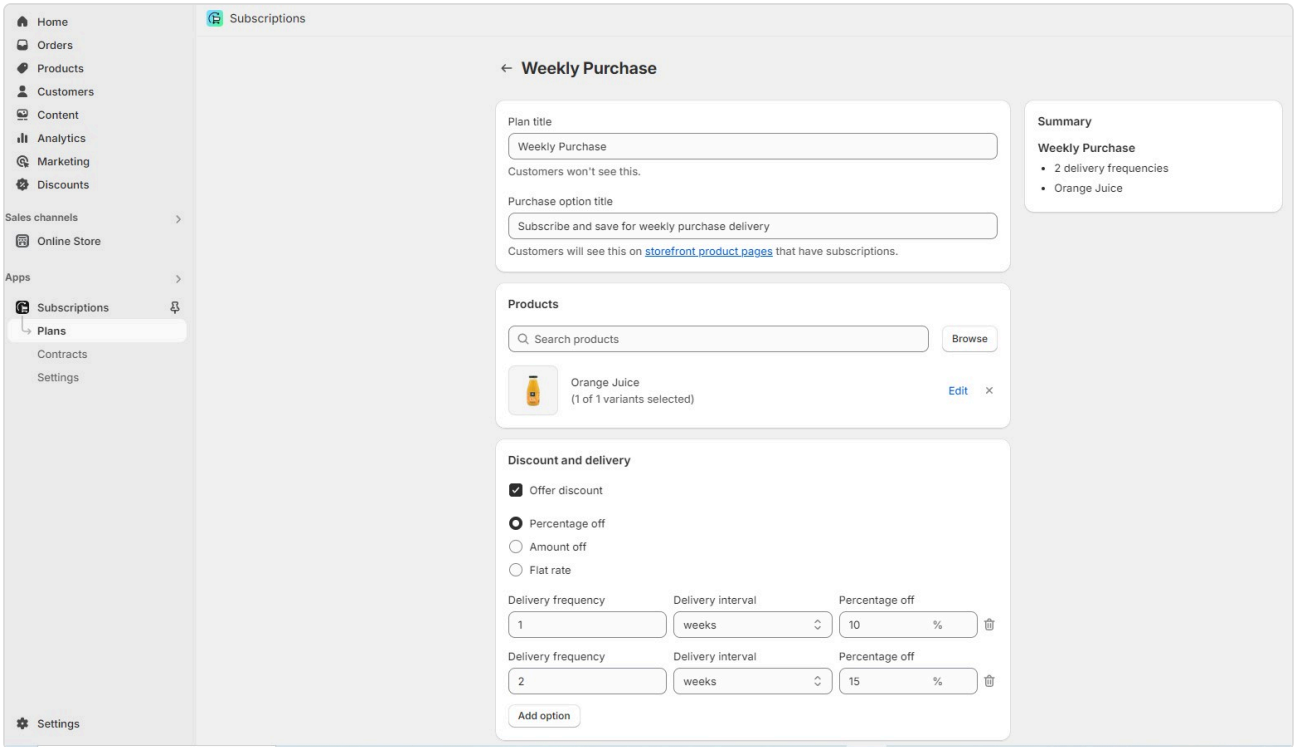 Home
Orders
Products
Customers
Content
Analytics
Marketing
Discounts
Sales channels
Online Store
Apps
Subscriptions
Plans
Contracts
Settings
Settings
Subscriptions
Weekly Purchase
Plan title
Weekly Purchase
Customers won't see this.
Purchase option title
Subscribe and save for weekly purchase delivery
Customers will see this on storefront product pages that have subscriptions.
Products
Search products
Browse
Orange Juice
(1 of 1 variants selected)
Edit
Discount and delivery
Offer discount
Percentage off
Amount off
Flat rate
Delivery frequency Delivery interval Percentage off
1 weeks 10 %
Delivery frequency Delivery interval Percentage off
2 weeks 15 %
Add option
Summary
Weekly Purchase
• 2 delivery frequencies
• Orange Juice